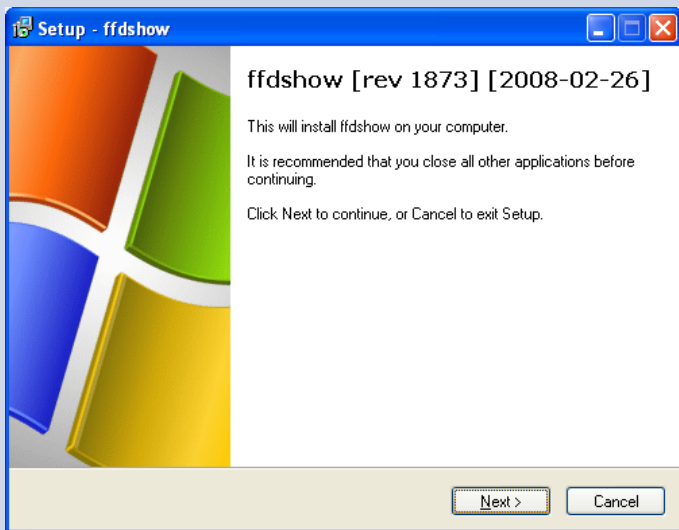 Setup - ffdshow
ffdshow [rev 1873] [2008-02-26]
This will install ffdshow on your computer.
It is recommended that you close all other applications before
continuing.
Click Next to continue, or Cancel to exit Setup.
Next >
Cancel